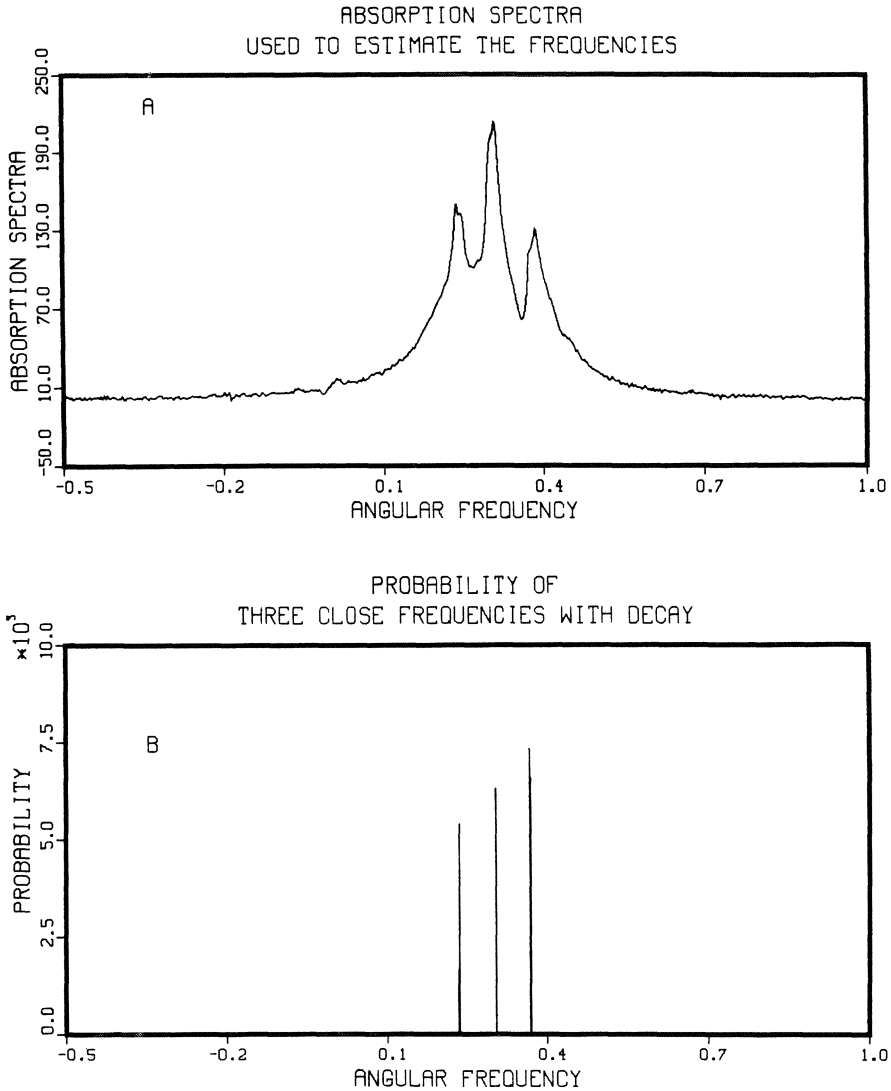 ABSORPTION SPECTRA
USED TO ESTIMATE THE FREQUENCIES
A
ABSORPTION SPECTRA
250.0
190.0
130.0
70.0
10.0
-50.0
-0.5 -0.2 0.1 0.4 0.7 1.0
ANGULAR FREQUENCY
PROBABILITY OF
THREE CLOSE FREQUENCIES WITH DECAY
×10³
B
PROBABILITY
10.0
7.5
5.0
2.5
0.0
-0.5 -0.2 0.1 0.4 0.7 1.0
ANGULAR FREQUENCY